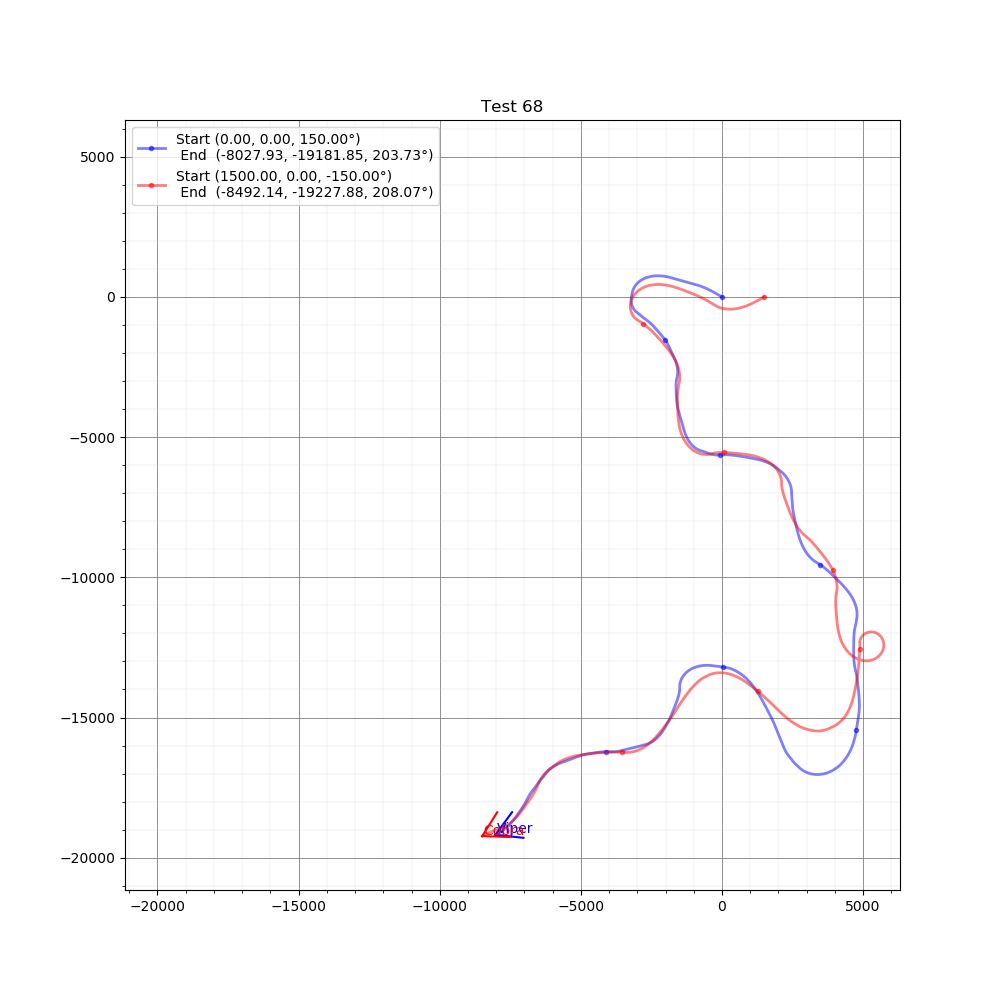 Test 68
Start (0.00, 0.00, 150.00°)
End (-8027.93, -19181.85, 203.73°)
Start (1500.00, 0.00, -150.00°)
End (-8492.14, -19227.88, 208.07°)
5000
0
−5000
−10000
−15000
−20000
Viper
−20000
−15000
−10000
−5000
0
5000